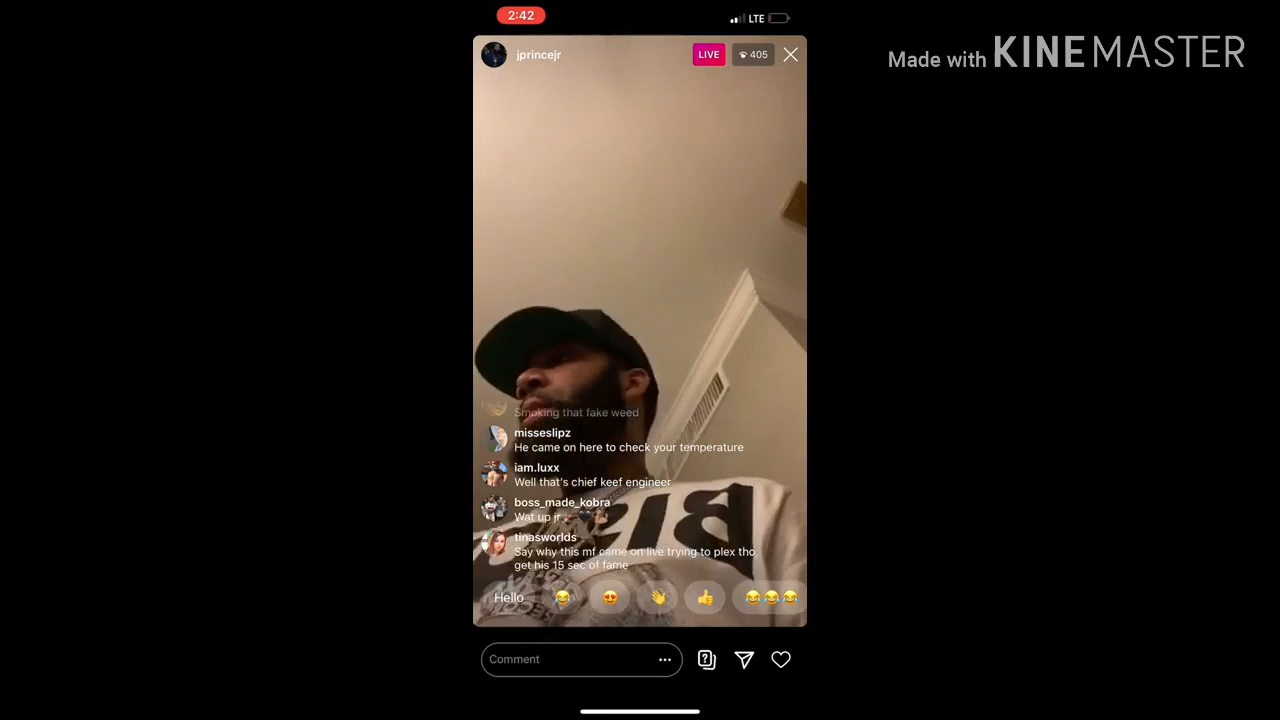 2:42
LTE
Made with KINEMASTER
jprincejr
LIVE
405
Smoking that fake weed
misseslipz
He came on here to check your temperature
iam.luxx
Well that's chief keef engineer
boss_made_kobra
Wat up jr
tinasworlds
Say why this mf came on live trying to plex tho,
get his 15 sec of fame
Hello
Comment